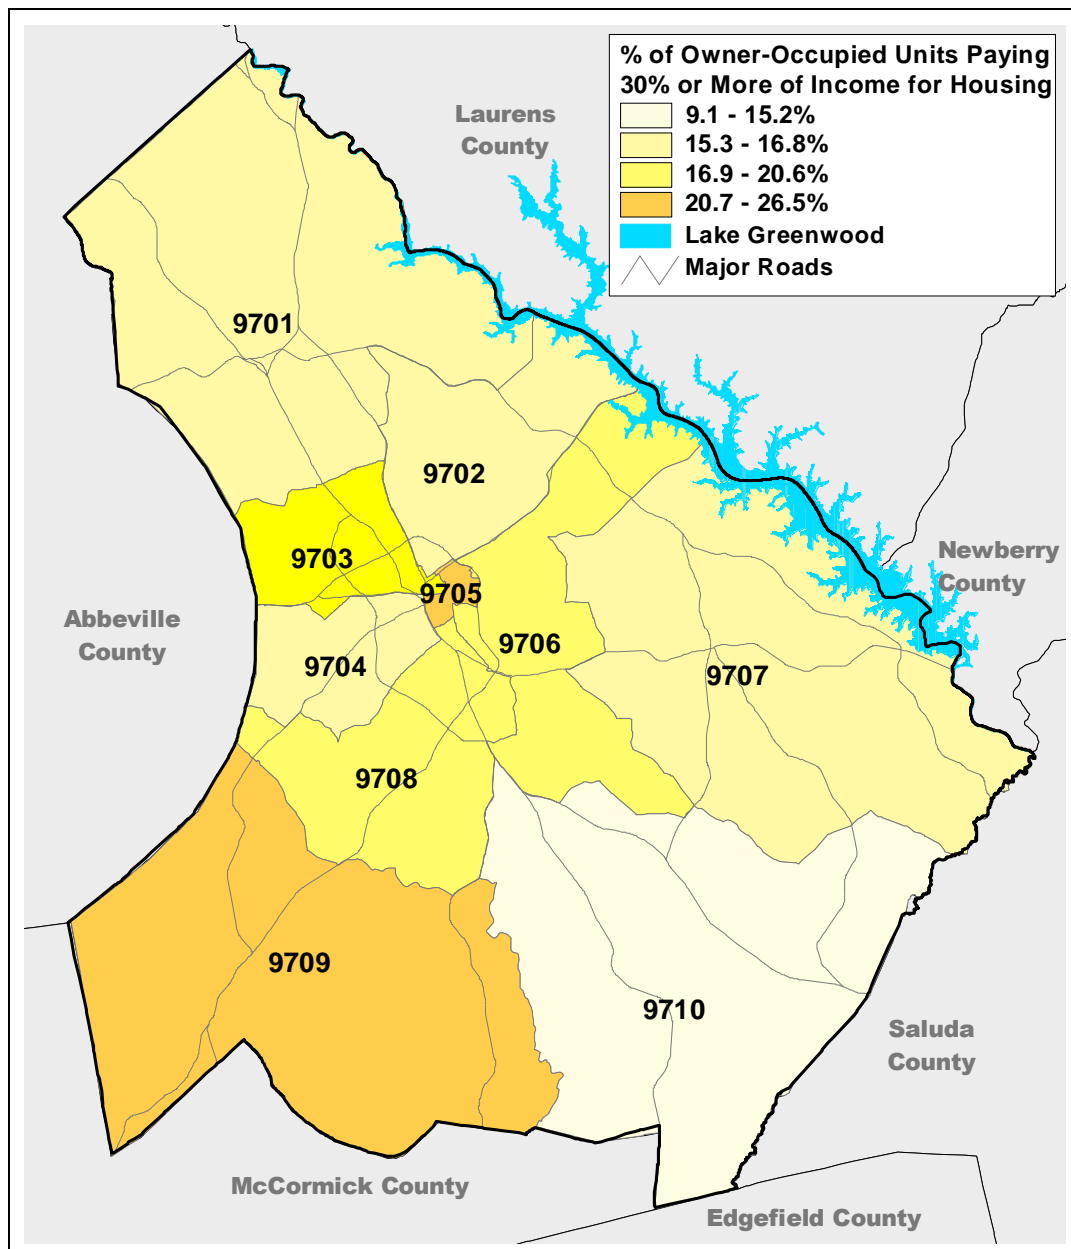 % of Owner-Occupied Units Paying
30% or More of Income for Housing
9.1 - 15.2%
15.3 - 16.8%
16.9 - 20.6%
20.7 - 26.5%
Lake Greenwood
Major Roads
Laurens
County
9701
9702
9703
Newberry
County
9705
Abbeville
County
9706
9704
9707
9708
9709
9710
Saluda
County
McCormick County
Edgefield County